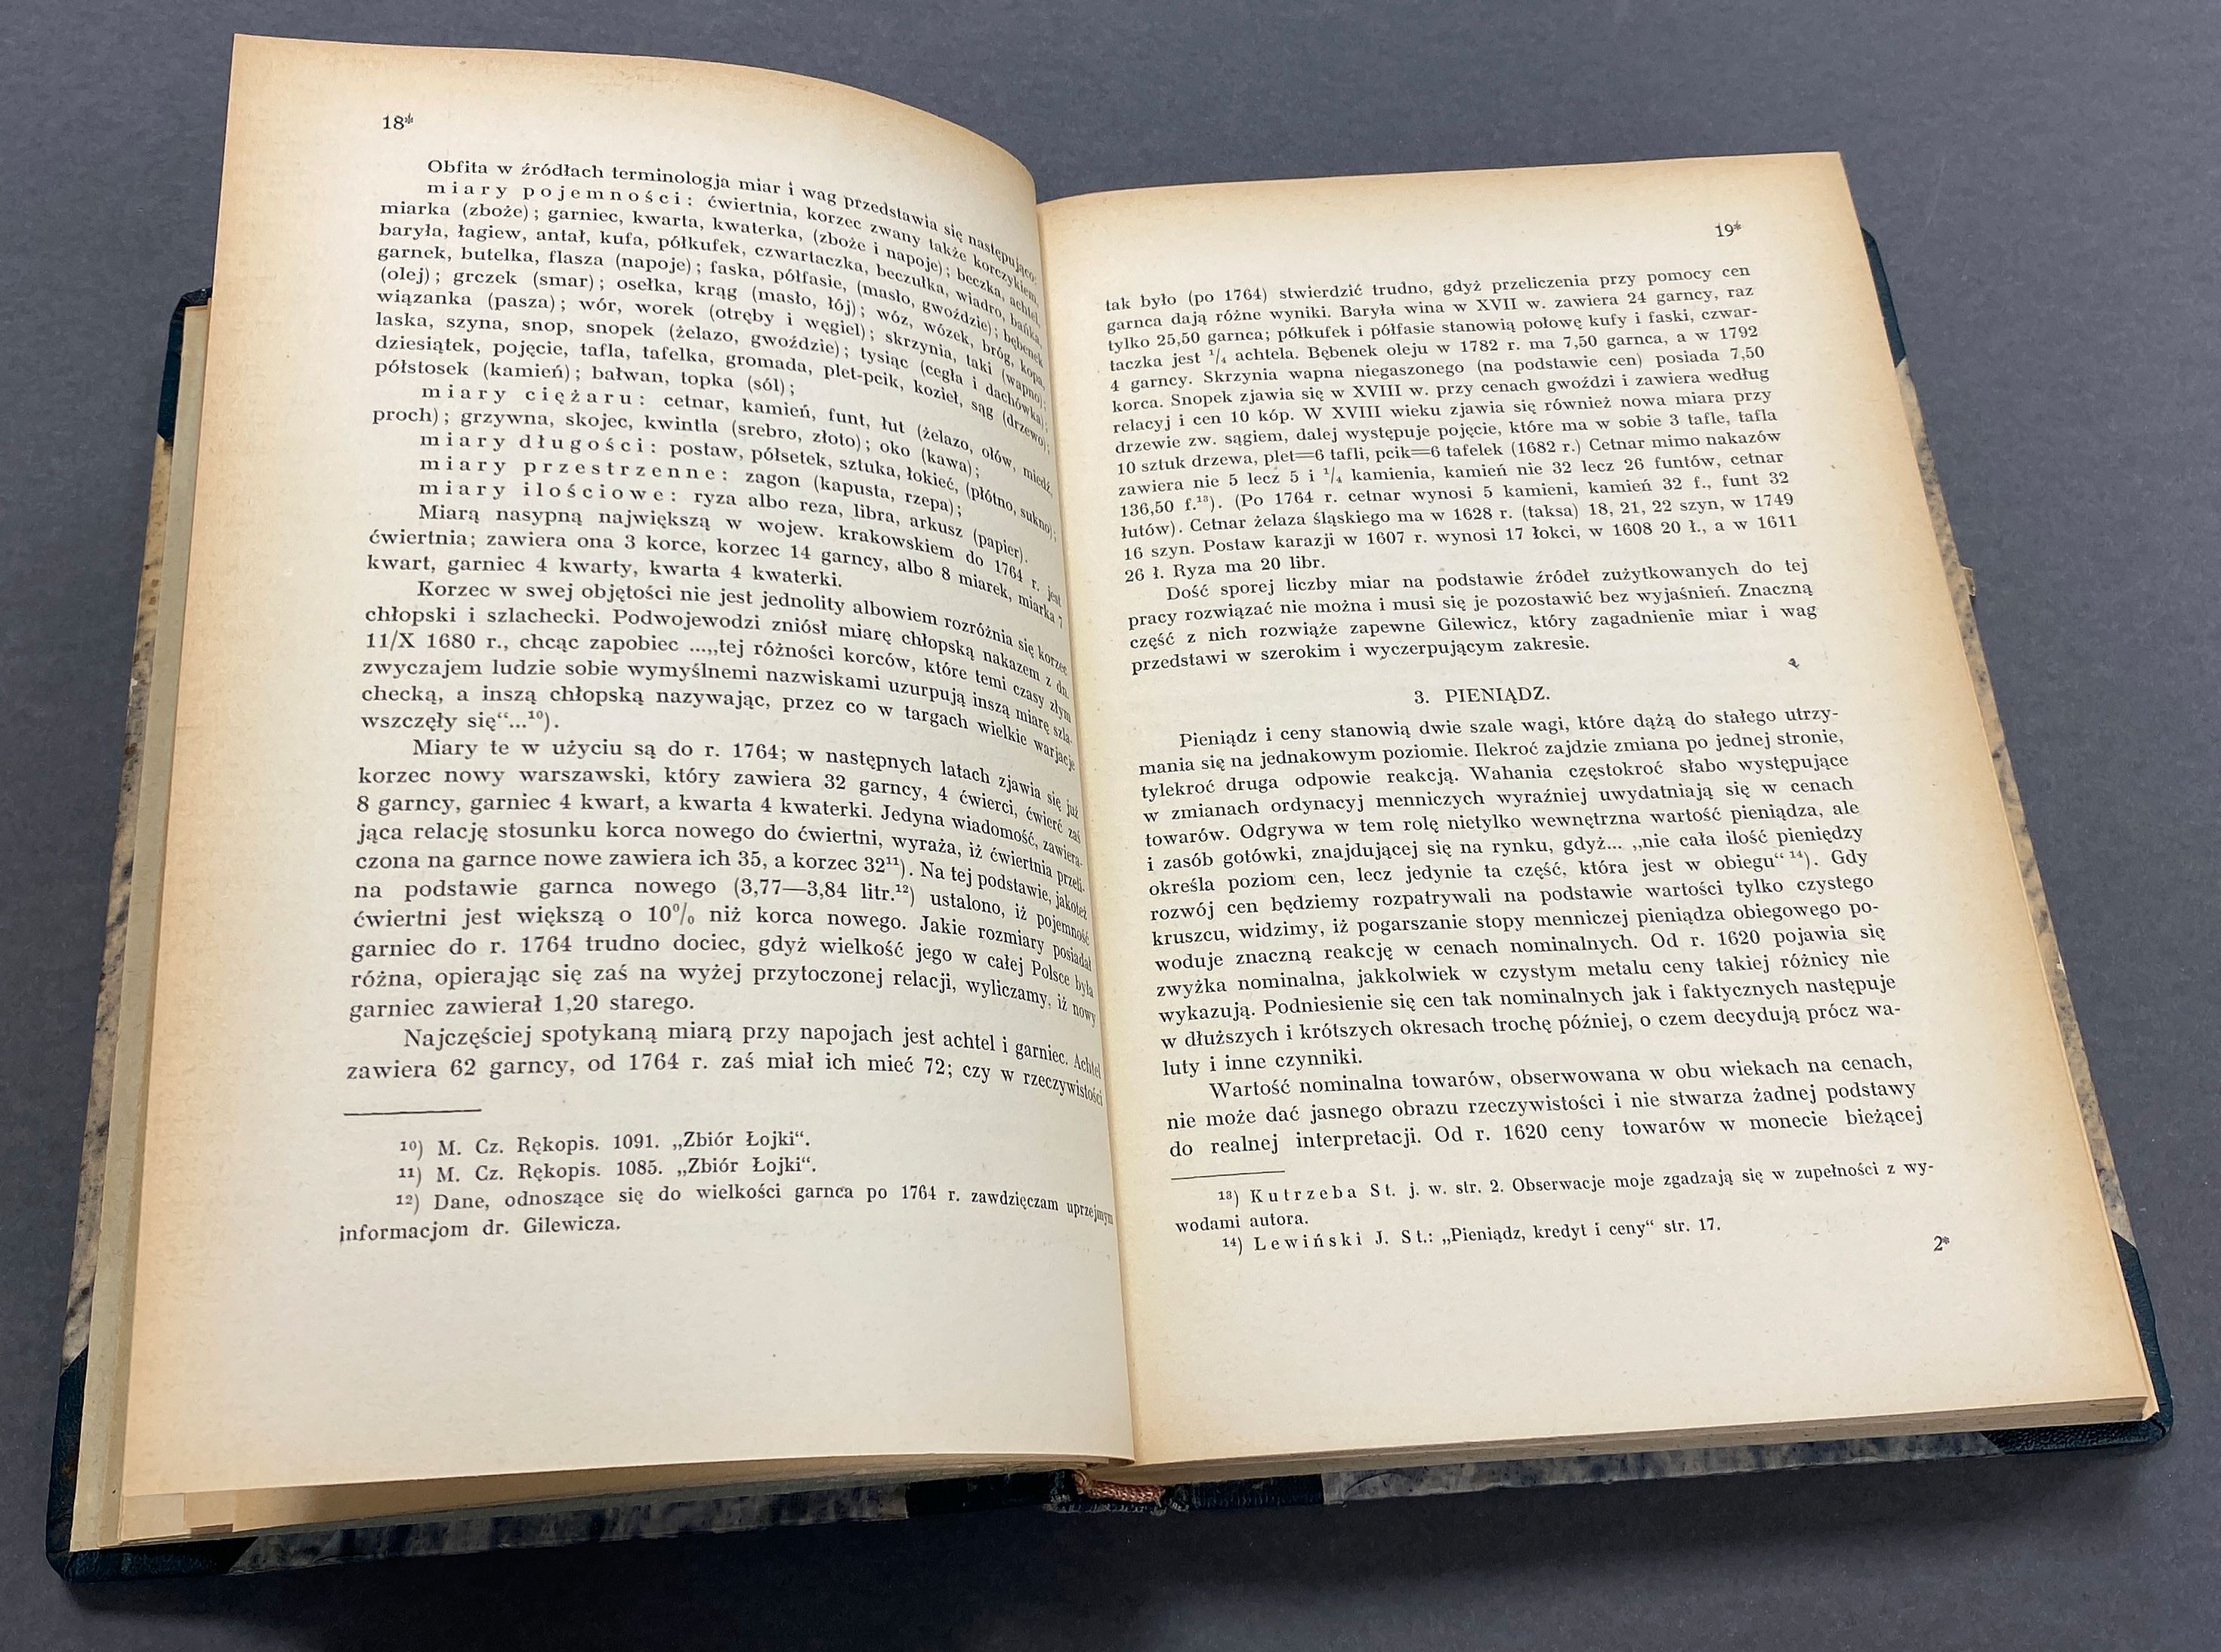 18*
Obfita w źródłach terminologja miar i wag przedstawia się następująco:
miary pojemności: ćwiertnia, korzec zwany także korczykiem,
miarka (zboże); garniec, kwarta, kwaterka, (zboże i napoje); beczka, achtel,
baryła, łagiew, antał, kufa, półkufek, czwartaczka, beczułka, wiadro, bańka,
garnek, butelka, flasza (napoje); faska, półfasie, (masło, gwoździe); bębenek
(olej); grczek (smar); osełka, krąg (masło, łój); wóz, wózek, bróg, kopa,
wiązanka (pasza); wór, worek (otręby i węgiel); skrzynia, taki (wapno);
laska, szyna, snop, snopek (żelazo, gwoździe); tysiąc (cegła i dachówka);
dziesiątek, pojęcie, tafla, tafelka, gromada, plet-pcik, kozieł, sąg (drzewo);
półstosek (kamień); bałwan, topka (sól);
miary ciężaru: cetnar, kamień, funt, łut (żelazo, ołów, miedź,
proch); grzywna, skojec, kwintla (srebro, złoto); oko (kawa);
miary długości: postaw, półsetek, sztuka, łokieć, (płótno, sukno);
miary przestrzenne: zagon (kapusta, rzepa);
miary ilościowe: ryza albo reza, libra, arkusz (papier).
Miarą nasypną największą w wojew. krakowskiem do 1764 r. jest
ćwiertnia; zawiera ona 3 korce, korzec 14 garncy, albo 8 miarek, miarka 7
kwart, garniec 4 kwarty, kwarta 4 kwaterki.
Korzec w swej objętości nie jest jednolity albowiem rozróżnia się korzec
chłopski i szlachecki. Podwojewodzi zniósł miarę chłopską nakazem z dn.
11/X 1680 r., chcąc zapobiec ...„tej różności korców, które temi czasy złym
zwyczajem ludzie sobie wymyślnemi nazwiskami uzurpują inszą miarę szla-
checką, a inszą chłopską nazywając, przez co w targach wielkie warjacje
wszczęły się“...¹⁰).
Miary te w użyciu są do r. 1764; w następnych latach zjawia się już
korzec nowy warszawski, który zawiera 32 garncy, 4 ćwierci, ćwierć zaś
8 garncy, garniec 4 kwart, a kwarta 4 kwaterki. Jedyna wiadomość, zawiera-
jąca relację stosunku korca nowego do ćwiertni, wyraża, iż ćwiertnia przeli-
czona na garnce nowe zawiera ich 35, a korzec 32¹¹). Na tej podstawie, jakoteż
na podstawie garnca nowego (3,77—3,84 litr.¹²) ustalono, iż pojemność
ćwiertni jest większą o 10% niż korca nowego. Jakie rozmiary posiadał
garniec do r. 1764 trudno dociec, gdyż wielkość jego w całej Polsce była
różna, opierając się zaś na wyżej przytoczonej relacji, wyliczamy, iż nowy
garniec zawierał 1,20 starego.
Najczęściej spotykaną miarą przy napojach jest achtel i garniec. Achtel
zawiera 62 garncy, od 1764 r. zaś miał ich mieć 72; czy w rzeczywistości
¹⁰) M. Cz. Rękopis. 1091. „Zbiór Łojki“.
¹¹) M. Cz. Rękopis. 1085. „Zbiór Łojki“.
¹²) Dane, odnoszące się do wielkości garnca po 1764 r. zawdzięczam uprzejmym
informacjom dr. Gilewicza.
19*
tak było (po 1764) stwierdzić trudno, gdyż przeliczenia przy pomocy cen
garnca dają różne wyniki. Baryła wina w XVII w. zawiera 24 garncy, raz
tylko 25,50 garnca; półkufek i półfasie stanowią połowę kufy i faski, czwar-
taczka jest ¹/₄ achtela. Bębenek oleju w 1782 r. ma 7,50 garnca, a w 1792
4 garncy. Skrzynia wapna niegaszonego (na podstawie cen) posiada 7,50
korca. Snopek zjawia się w XVIII w. przy cenach gwoździ i zawiera według
relacyj i cen 10 kóp. W XVIII wieku zjawia się również nowa miara przy
drzewie zw. sągiem, dalej występuje pojęcie, które ma w sobie 3 tafle, tafla
10 sztuk drzewa, plet=6 tafli, pcik=6 tafelek (1682 r.) Cetnar mimo nakazów
zawiera nie 5 lecz 5 i ¹/₄ kamienia, kamień nie 32 lecz 26 funtów, cetnar
136,50 f.¹³). (Po 1764 r. cetnar wynosi 5 kamieni, kamień 32 f., funt 32
łutów). Cetnar żelaza śląskiego ma w 1628 r. (taksa) 18, 21, 22 szyn, w 1749
16 szyn. Postaw karazji w 1607 r. wynosi 17 łokci, w 1608 20 ł., a w 1611
26 ł. Ryza ma 20 libr.
Dość sporej liczby miar na podstawie źródeł zużytkowanych do tej
pracy rozwiązać nie można i musi się je pozostawić bez wyjaśnień. Znaczną
część z nich rozwiąże zapewne Gilewicz, który zagadnienie miar i wag
przedstawi w szerokim i wyczerpującym zakresie.
3. PIENIĄDZ.
Pieniądz i ceny stanowią dwie szale wagi, które dążą do stałego utrzy-
mania się na jednakowym poziomie. Ilekroć zajdzie zmiana po jednej stronie,
tylekroć druga odpowie reakcją. Wahania częstokroć słabo występujące
w zmianach ordynacyj menniczych wyraźniej uwydatniają się w cenach
towarów. Odgrywa w tem rolę nietylko wewnętrzna wartość pieniądza, ale
i zasób gotówki, znajdującej się na rynku, gdyż... „nie cała ilość pieniędzy
określa poziom cen, lecz jedynie ta część, która jest w obiegu“ ¹⁴). Gdy
rozwój cen będziemy rozpatrywali na podstawie wartości tylko czystego
kruszcu, widzimy, iż pogarszanie stopy menniczej pieniądza obiegowego po-
woduje znaczną reakcję w cenach nominalnych. Od r. 1620 pojawia się
zwyżka nominalna, jakkolwiek w czystym metalu ceny takiej różnicy nie
wykazują. Podniesienie się cen tak nominalnych jak i faktycznych następuje
w dłuższych i krótszych okresach trochę później, o czem decydują prócz wa-
luty i inne czynniki.
Wartość nominalna towarów, obserwowana w obu wiekach na cenach,
nie może dać jasnego obrazu rzeczywistości i nie stwarza żadnej podstawy
do realnej interpretacji. Od r. 1620 ceny towarów w monecie bieżącej
¹³) Kutrzeba St. j. w. str. 2. Obserwacje moje zgadzają się w zupełności z wy-
wodami autora.
¹⁴) Lewiński J. St.: „Pieniądz, kredyt i ceny“ str. 17.
2*